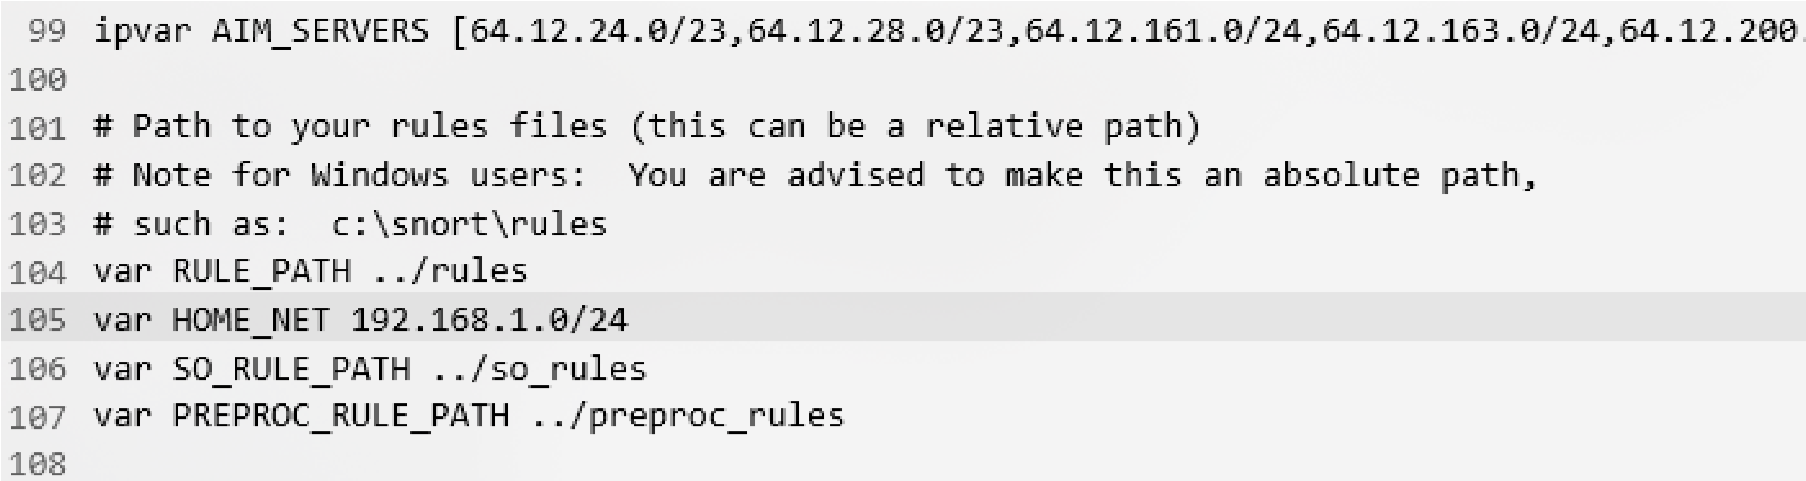 99 ipvar AIM_SERVERS [64.12.24.0/23,64.12.28.0/23,64.12.161.0/24,64.12.163.0/24,64.12.200.
100
101 # Path to your rules files (this can be a relative path)
102 # Note for Windows users:  You are advised to make this an absolute path,
103 # such as:  c:\snort\rules
104 var RULE_PATH ../rules
105 var HOME_NET 192.168.1.0/24
106 var SO_RULE_PATH ../so_rules
107 var PREPROC_RULE_PATH ../preproc_rules
108